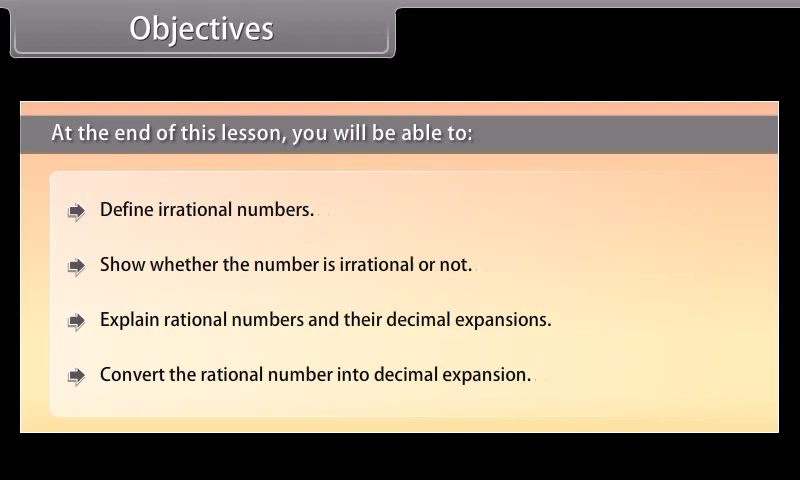 Objectives
At the end of this lesson, you will be able to:
Define irrational numbers.
Show whether the number is irrational or not.
Explain rational numbers and their decimal expansions.
Convert the rational number into decimal expansion.